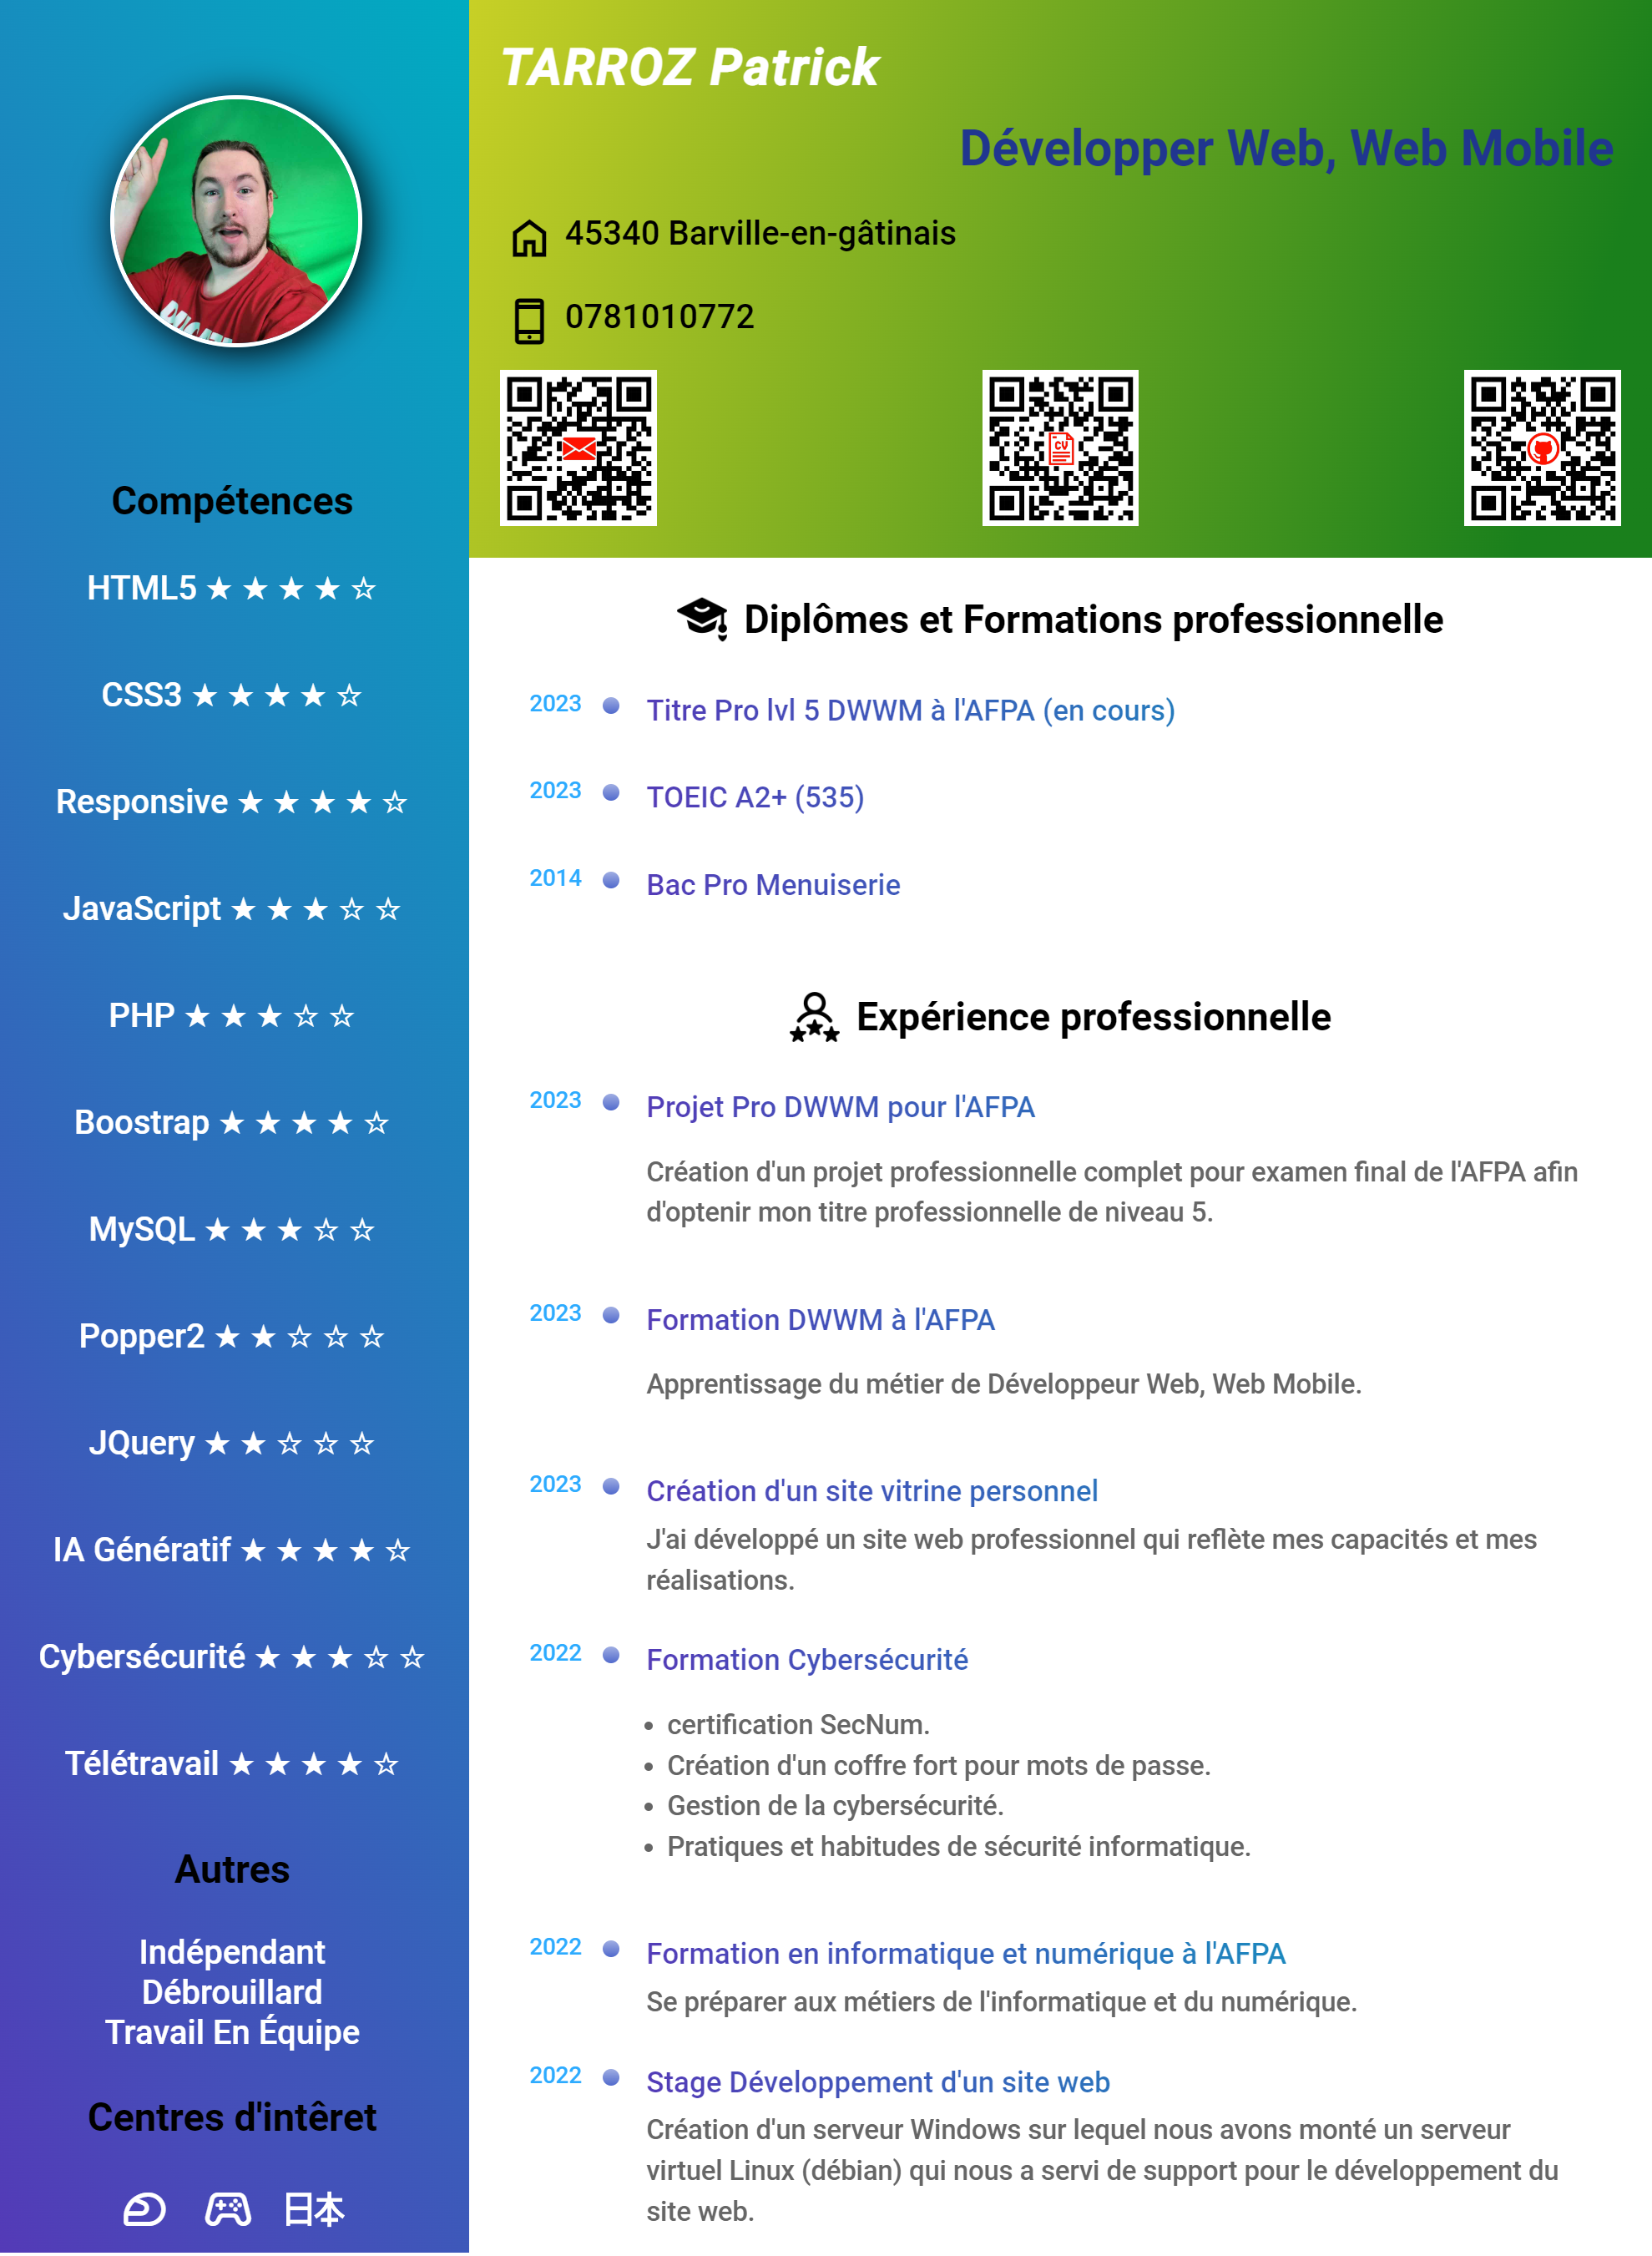 TARROZ Patrick
Développer Web, Web Mobile
45340 Barville-en-gâtinais
0781010772
CV
Compétences
HTML5 ★ ★ ★ ★ ☆
CSS3 ★ ★ ★ ★ ☆
Responsive ★ ★ ★ ★ ☆
JavaScript ★ ★ ★ ☆ ☆
PHP ★ ★ ★ ☆ ☆
Boostrap ★ ★ ★ ★ ☆
MySQL ★ ★ ★ ☆ ☆
Popper2 ★ ★ ☆ ☆ ☆
JQuery ★ ★ ☆ ☆ ☆
IA Génératif ★ ★ ★ ★ ☆
Cybersécurité ★ ★ ★ ☆ ☆
Télétravail ★ ★ ★ ★ ☆
Autres
Indépendant
Débrouillard
Travail En Équipe
Centres d'intêret
日本
Diplômes et Formations professionnelle
2023 Titre Pro lvl 5 DWWM à l'AFPA (en cours)
2023 TOEIC A2+ (535)
2014 Bac Pro Menuiserie
Expérience professionnelle
2023 Projet Pro DWWM pour l'AFPA
Création d'un projet professionnelle complet pour examen final de l'AFPA afin
d'optenir mon titre professionnelle de niveau 5.
2023 Formation DWWM à l'AFPA
Apprentissage du métier de Développeur Web, Web Mobile.
2023 Création d'un site vitrine personnel
J'ai développé un site web professionnel qui reflète mes capacités et mes
réalisations.
2022 Formation Cybersécurité
• certification SecNum.
• Création d'un coffre fort pour mots de passe.
• Gestion de la cybersécurité.
• Pratiques et habitudes de sécurité informatique.
2022 Formation en informatique et numérique à l'AFPA
Se préparer aux métiers de l'informatique et du numérique.
2022 Stage Développement d'un site web
Création d'un serveur Windows sur lequel nous avons monté un serveur
virtuel Linux (débian) qui nous a servi de support pour le développement du
site web.